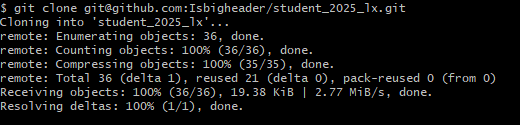 $ git clone git@github.com:Isbigheader/student_2025_lx.git
Cloning into 'student_2025_lx'...
remote: Enumerating objects: 36, done.
remote: Counting objects: 100% (36/36), done.
remote: Compressing objects: 100% (35/35), done.
remote: Total 36 (delta 1), reused 21 (delta 0), pack-reused 0 (from 0)
Receiving objects: 100% (36/36), 19.38 KiB | 2.77 MiB/s, done.
Resolving deltas: 100% (1/1), done.